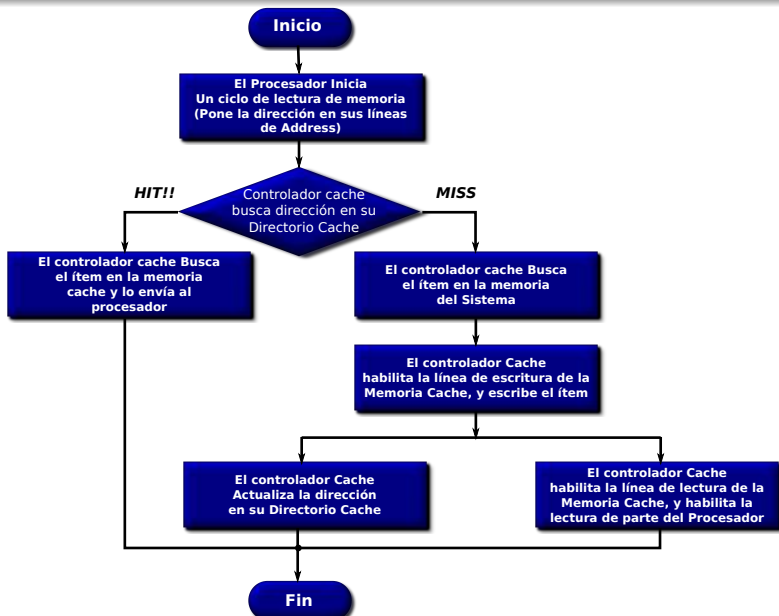 Inicio
El Procesador Inicia
Un ciclo de lectura de memoria
(Pone la dirección en sus líneas
de Address)
HIT!!
MISS
Controlador cache
busca dirección en su
Directorio Cache
El controlador cache Busca
el ítem en la memoria
cache y lo envía al
procesador
El controlador cache Busca
el ítem en la memoria
del Sistema
El controlador Cache
habilita la línea de escritura de la
Memoria Cache, y escribe el ítem
El controlador Cache
Actualiza la dirección
en su Directorio Cache
El controlador Cache
habilita la línea de lectura de la
Memoria Cache, y habilita la
lectura de parte del Procesador
Fin